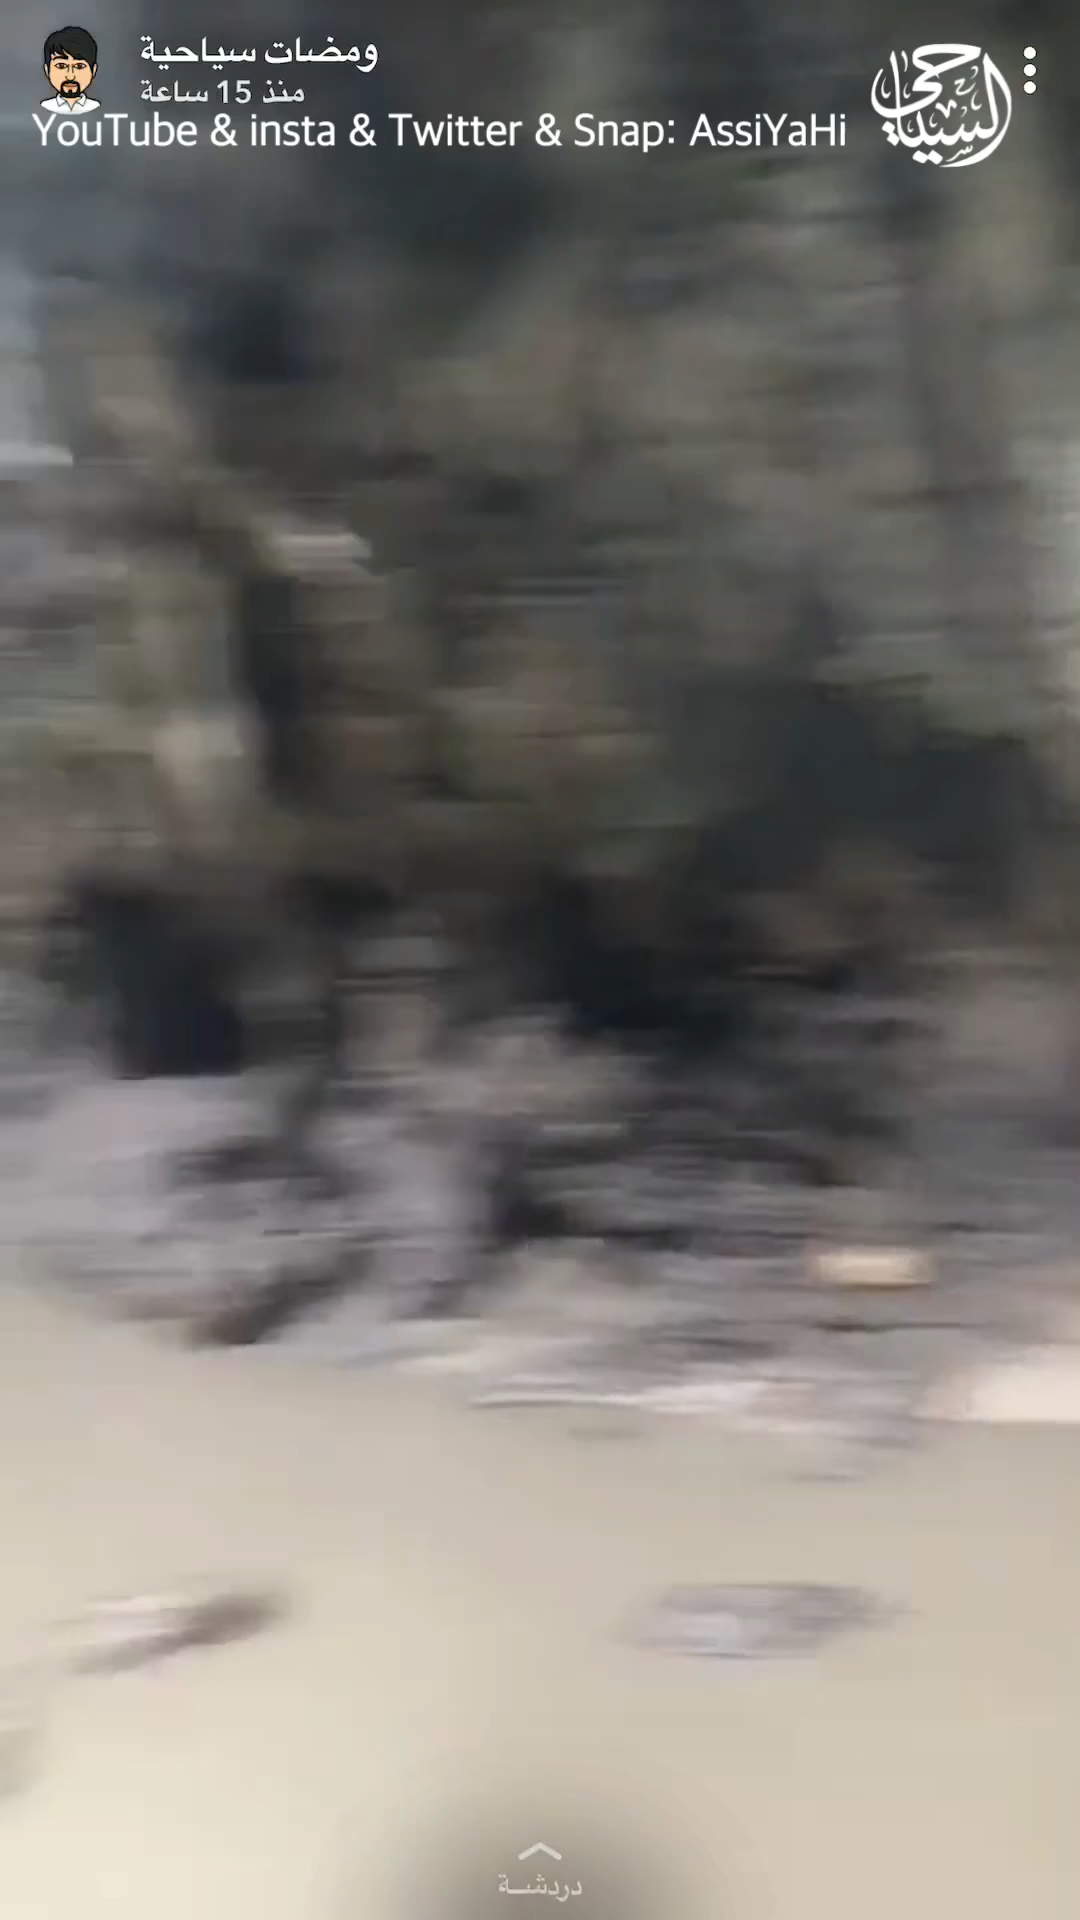 ومضات سياحية
منذ 15 ساعة
YouTube & insta & Twitter & Snap: AssiYaHi
السياحي
دردشة